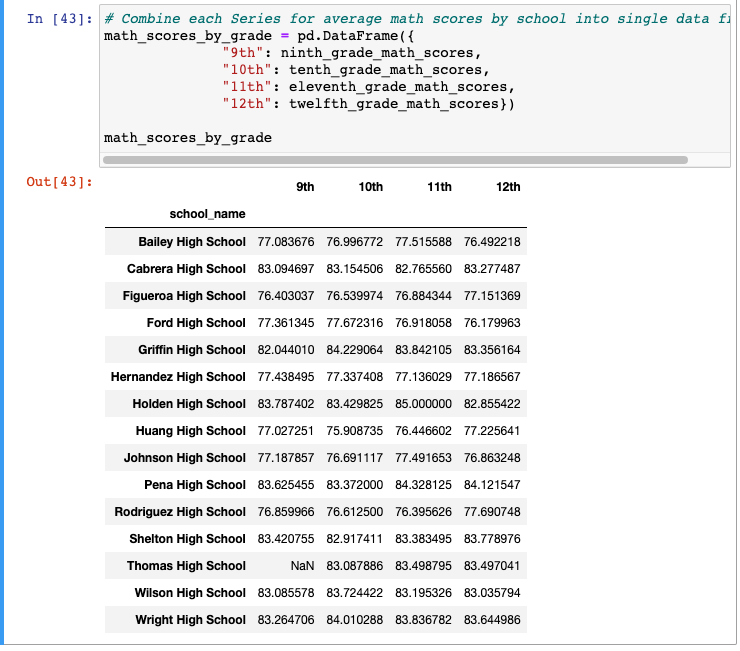 In [43]: # Combine each Series for average math scores by school into single data
math_scores_by_grade = pd.DataFrame({
"9th": ninth_grade_math_scores,
"10th": tenth_grade_math_scores,
"11th": eleventh_grade_math_scores,
"12th": twelfth_grade_math_scores})
math_scores_by_grade
Out[43]:
9th 10th 11th 12th
school_name
Bailey High School 77.083676 76.996772 77.515588 76.492218
Cabrera High School 83.094697 83.154506 82.765560 83.277487
Figueroa High School 76.403037 76.539974 76.884344 77.151369
Ford High School 77.361345 77.672316 76.918058 76.179963
Griffin High School 82.044010 84.229064 83.842105 83.356164
Hernandez High School 77.438495 77.337408 77.136029 77.186567
Holden High School 83.787402 83.429825 85.000000 82.855422
Huang High School 77.027251 75.908735 76.446602 77.225641
Johnson High School 77.187857 76.691117 77.491653 76.863248
Pena High School 83.625455 83.372000 84.328125 84.121547
Rodriguez High School 76.859966 76.612500 76.395626 77.690748
Shelton High School 83.420755 82.917411 83.383495 83.778976
Thomas High School NaN 83.087886 83.498795 83.497041
Wilson High School 83.085578 83.724422 83.195326 83.035794
Wright High School 83.264706 84.010288 83.836782 83.644986